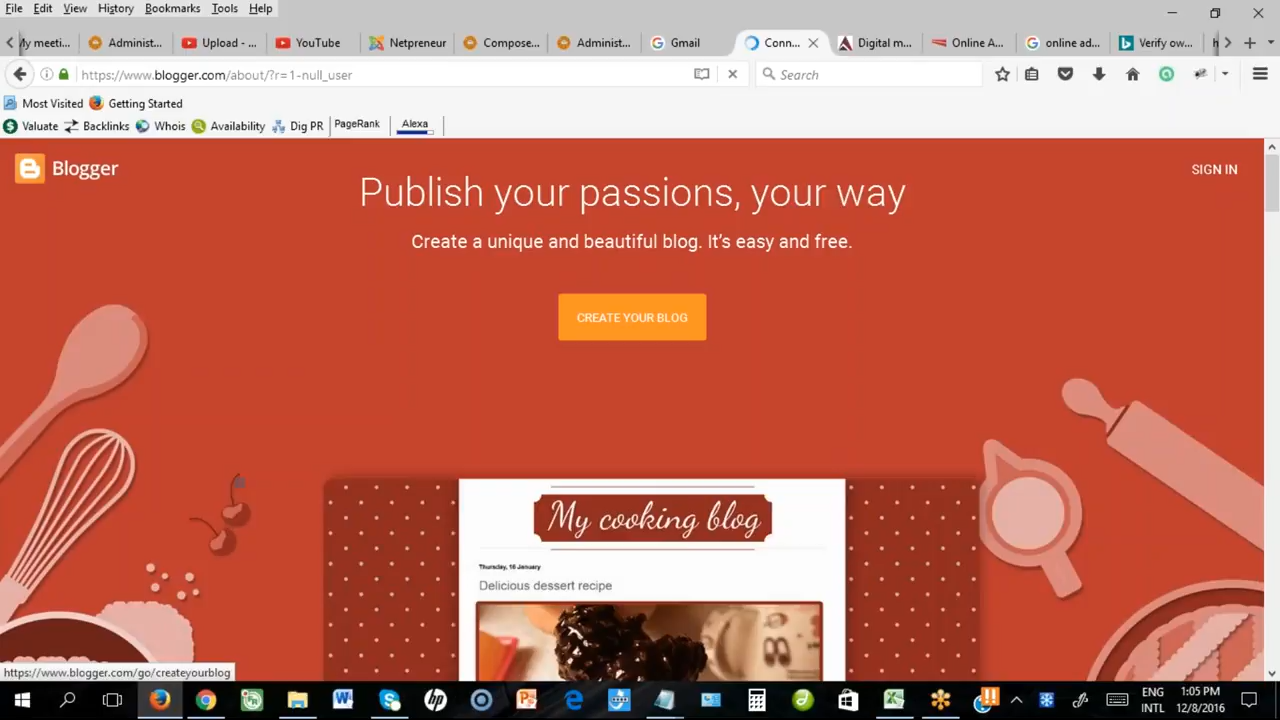 File Edit View History Bookmarks Tools Help
My meeti... Administ... Upload - ... YouTube Netpreneur Compose... Administ... Gmail Conn... Digital m... Online A... online ad... Verify ow...
https://www.blogger.com/about/?r=1-null_user Search
Most Visited Getting Started
Valuate Backlinks Whois Availability Dig PR PageRank Alexa
Blogger
SIGN IN
Publish your passions, your way
Create a unique and beautiful blog. It’s easy and free.
CREATE YOUR BLOG
My cooking blog
Thursday, 16 January
Delicious dessert recipe
https://www.blogger.com/go/createyourblog
ENG 1:05 PM
INTL 12/8/2016